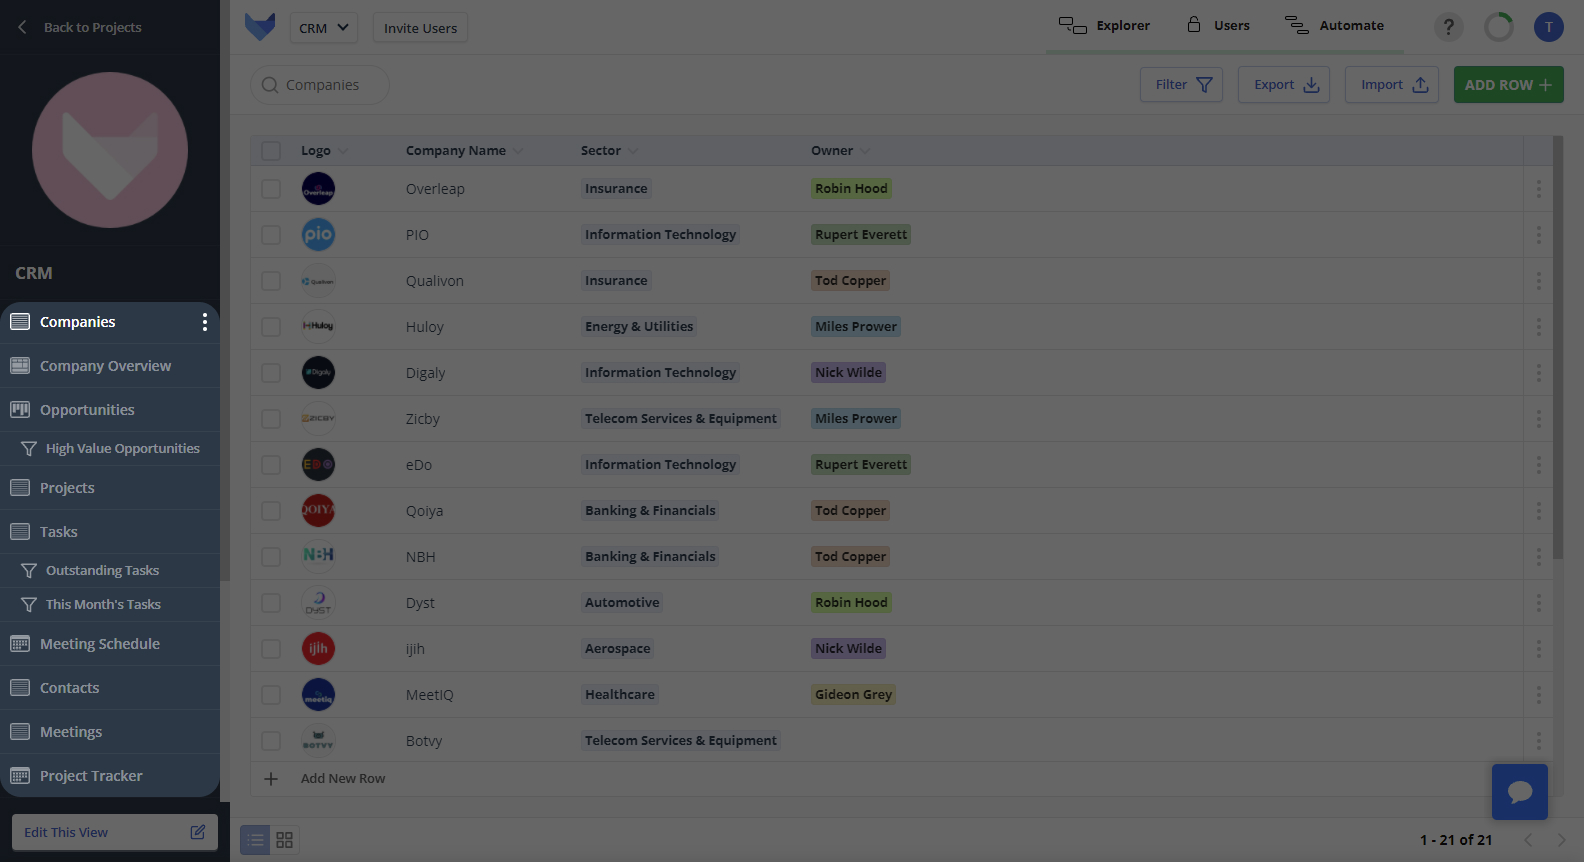 Back to Projects
CRM
Invite Users
Explorer
Users
Automate
?
T
Companies
Filter
Export
Import
ADD ROW
CRM
Companies
Company Overview
Opportunities
High Value Opportunities
Projects
Tasks
Outstanding Tasks
This Month's Tasks
Meeting Schedule
Contacts
Meetings
Project Tracker
Edit This View
Logo Company Name Sector Owner
Overleap Overleap Insurance Robin Hood
pio PIO Information Technology Rupert Everett
Qualivon Qualivon Insurance Tod Copper
Huloy Huloy Energy & Utilities Miles Prower
Digaly Digaly Information Technology Nick Wilde
ZICBY Zicby Telecom Services & Equipment Miles Prower
EDO eDo Information Technology Rupert Everett
QOIYA Qoiya Banking & Financials Tod Copper
NBH NBH Banking & Financials Tod Copper
DYST Dyst Automotive Robin Hood
ijih ijih Aerospace Nick Wilde
meetiq MeetIQ Healthcare Gideon Grey
BOTVY Botvy Telecom Services & Equipment
Add New Row
1 - 21 of 21